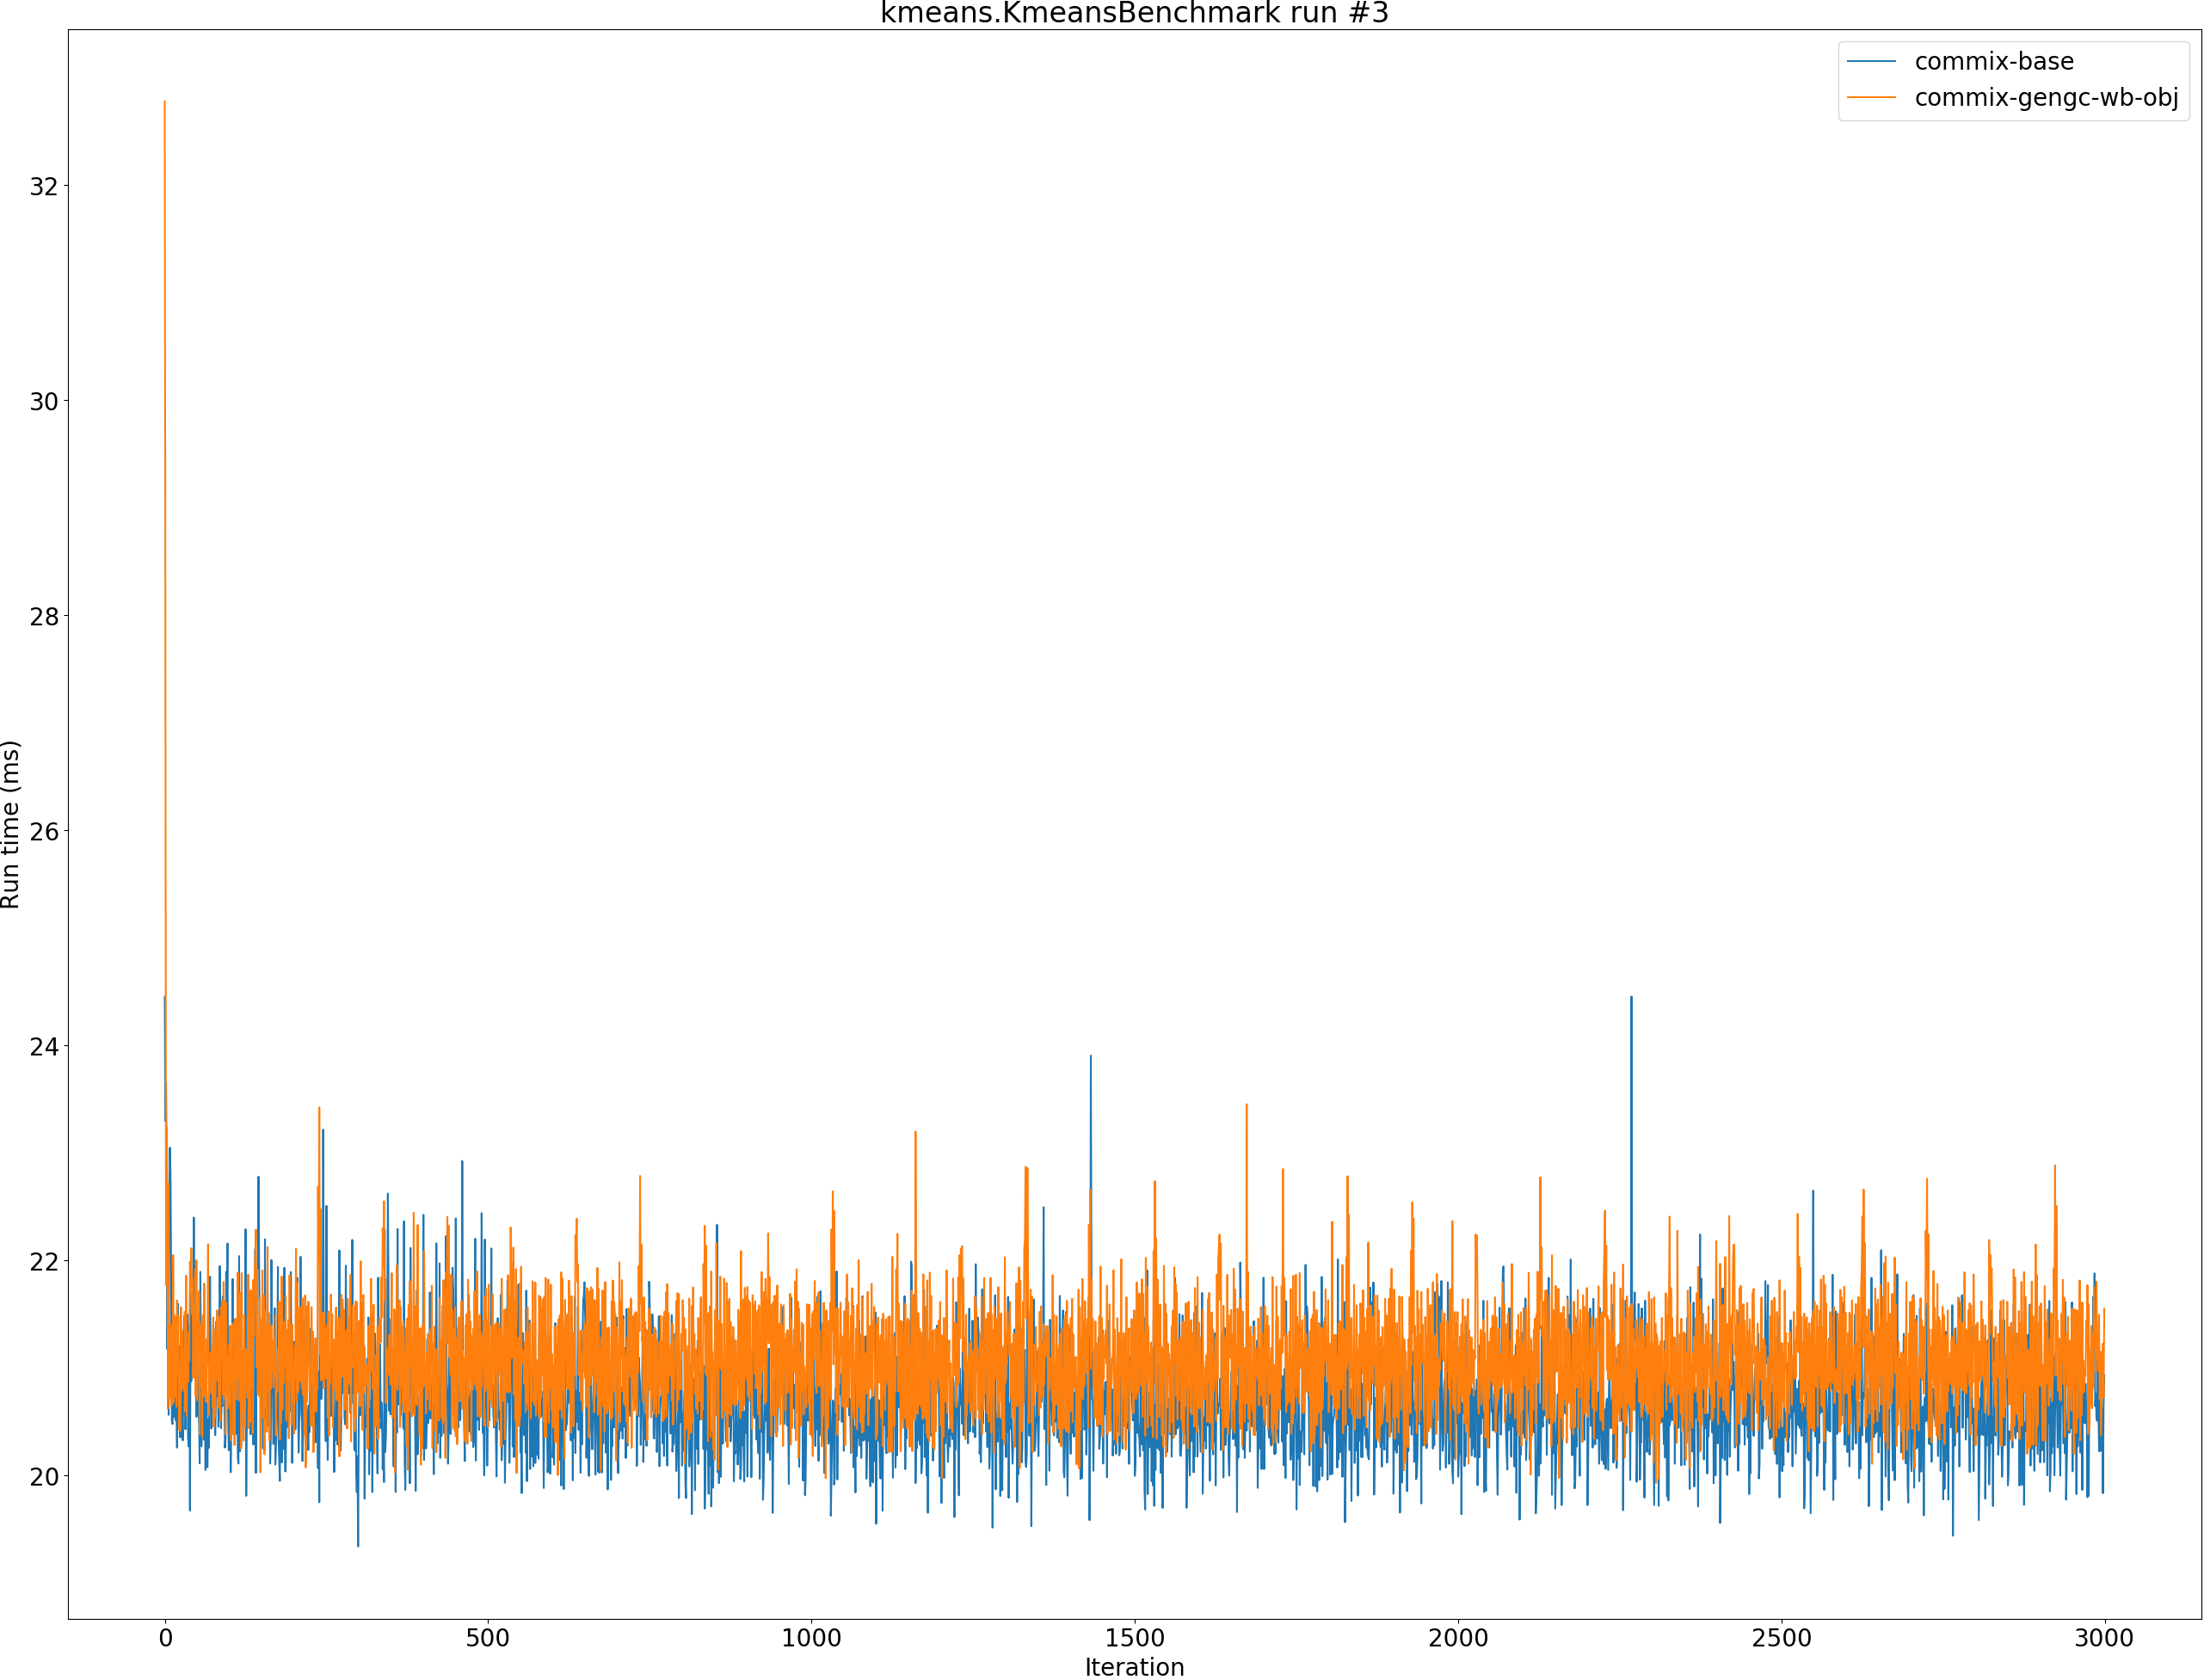 kmeans.KmeansBenchmark run #3
commix-base
commix-gengc-wb-obj
32
30
28
26
24
22
20
Run time (ms)
0 500 1000 1500 2000 2500 3000
Iteration